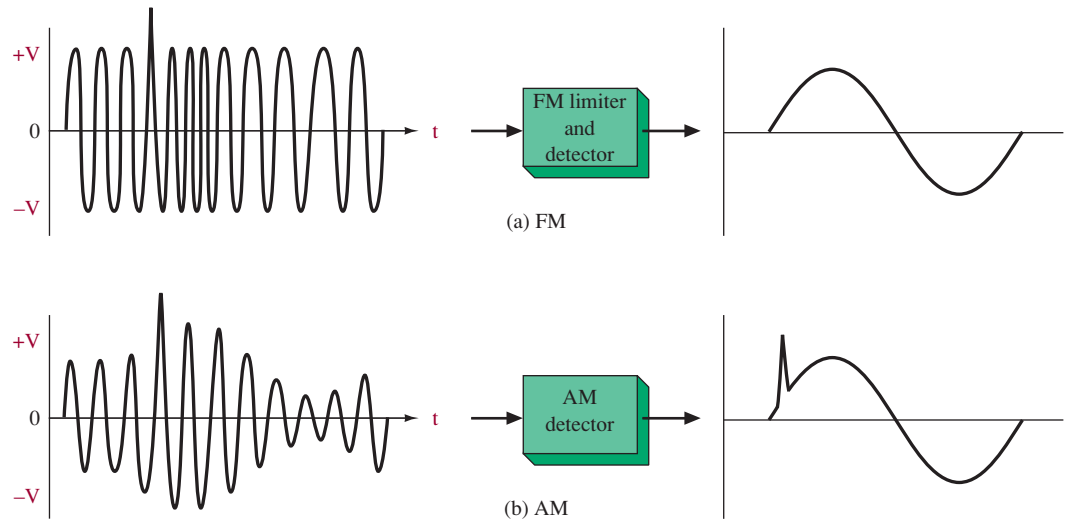 +V
0
–V
t
FM limiter
and
detector
(a) FM
+V
0
–V
t
AM
detector
(b) AM